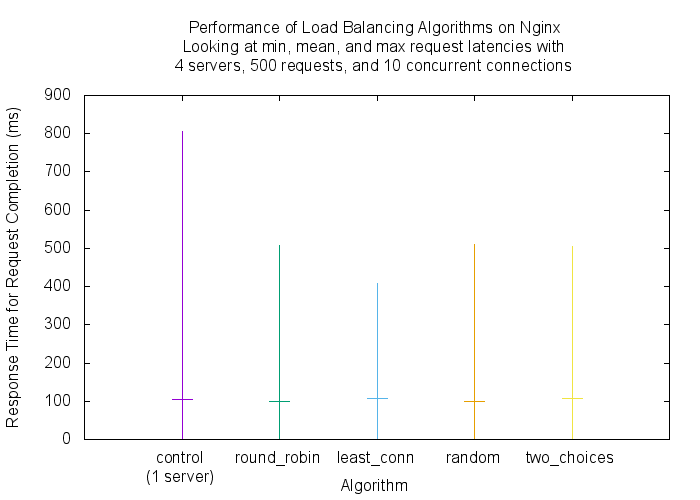 Performance of Load Balancing Algorithms on Nginx
Looking at min, mean, and max request latencies with
4 servers, 500 requests, and 10 concurrent connections
Response Time for Request Completion (ms)
900
800
700
600
500
400
300
200
100
0
control round_robin least_conn random two_choices
(1 server)
Algorithm